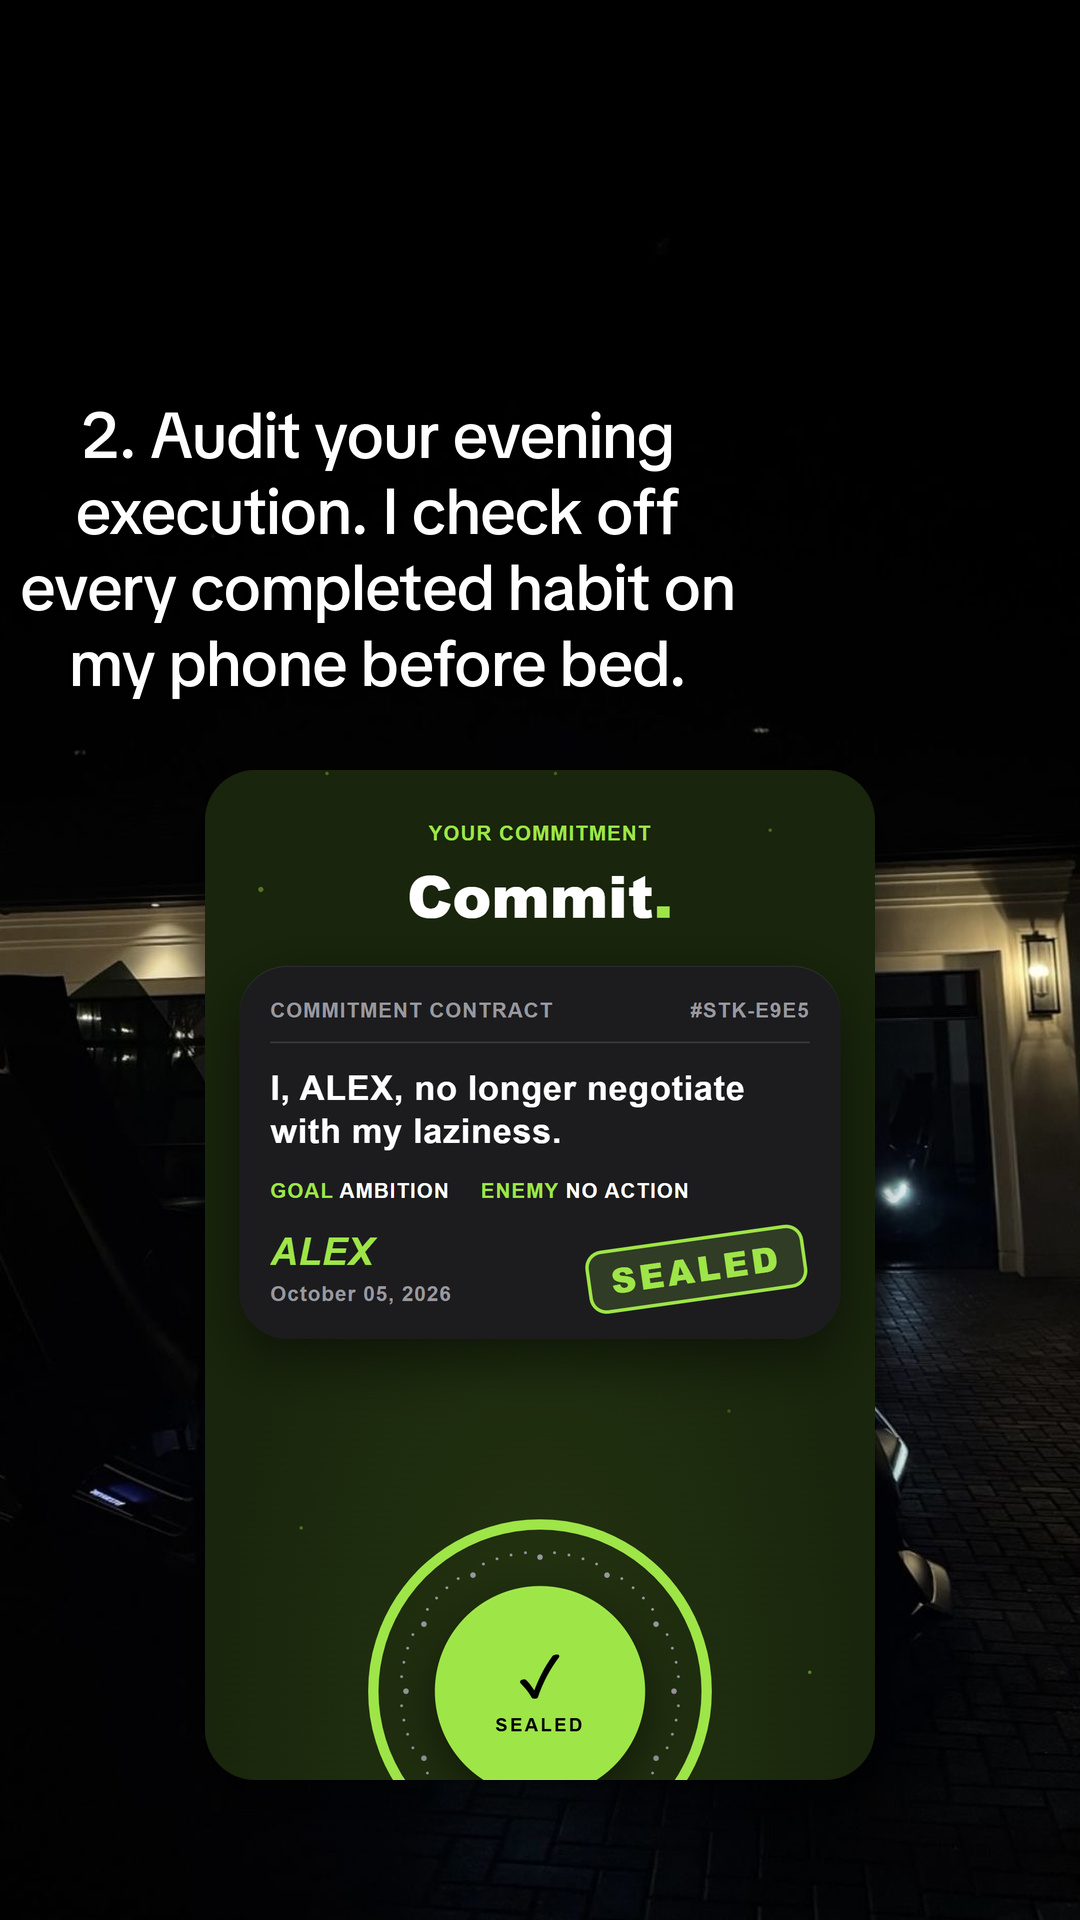 2. Audit your evening
execution. I check off
every completed habit on
my phone before bed.
YOUR COMMITMENT
Commit.
COMMITMENT CONTRACT #STK-E9E5
I, ALEX, no longer negotiate
with my laziness.
GOAL AMBITION ENEMY NO ACTION
ALEX
SEALED
October 05, 2026
✓
SEALED